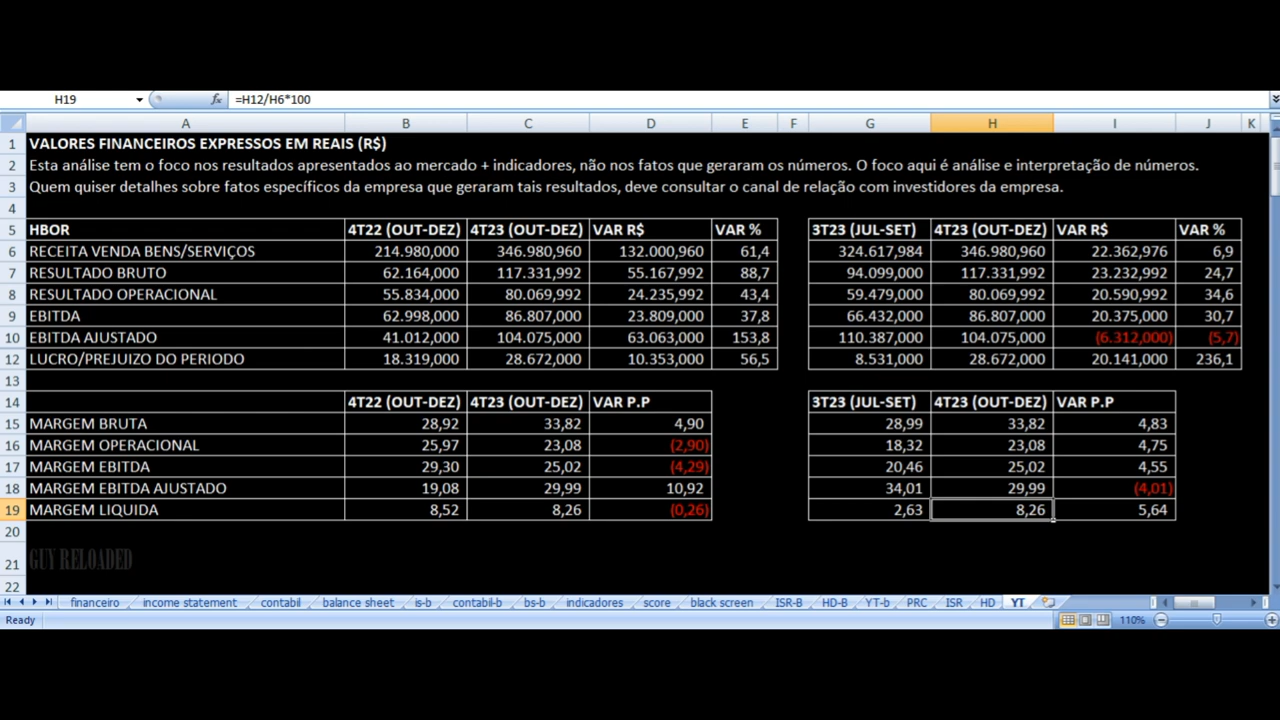 H19 fx =H12/H6*100
A B C D E F G H I J K
1 VALORES FINANCEIROS EXPRESSOS EM REAIS (R$)
2 Esta análise tem o foco nos resultados apresentados ao mercado + indicadores, não nos fatos que geraram os números. O foco aqui é análise e interpretação de números.
3 Quem quiser detalhes sobre fatos específicos da empresa que geraram tais resultados, deve consultar o canal de relação com investidores da empresa.
4
5 HBOR 4T22 (OUT-DEZ) 4T23 (OUT-DEZ) VAR R$ VAR % 3T23 (JUL-SET) 4T23 (OUT-DEZ) VAR R$ VAR %
6 RECEITA VENDA BENS/SERVIÇOS 214.980,000 346.980,960 132.000,960 61,4 324.617,984 346.980,960 22.362,976 6,9
7 RESULTADO BRUTO 62.164,000 117.331,992 55.167,992 88,7 94.099,000 117.331,992 23.232,992 24,7
8 RESULTADO OPERACIONAL 55.834,000 80.069,992 24.235,992 43,4 59.479,000 80.069,992 20.590,992 34,6
9 EBITDA 62.998,000 86.807,000 23.809,000 37,8 66.432,000 86.807,000 20.375,000 30,7
10 EBITDA AJUSTADO 41.012,000 104.075,000 63.063,000 153,8 110.387,000 104.075,000 (6.312,000) (5,7)
12 LUCRO/PREJUIZO DO PERIODO 18.319,000 28.672,000 10.353,000 56,5 8.531,000 28.672,000 20.141,000 236,1
13
14 4T22 (OUT-DEZ) 4T23 (OUT-DEZ) VAR P.P 3T23 (JUL-SET) 4T23 (OUT-DEZ) VAR P.P
15 MARGEM BRUTA 28,92 33,82 4,90 28,99 33,82 4,83
16 MARGEM OPERACIONAL 25,97 23,08 (2,90) 18,32 23,08 4,75
17 MARGEM EBITDA 29,30 25,02 (4,29) 20,46 25,02 4,55
18 MARGEM EBITDA AJUSTADO 19,08 29,99 10,92 34,01 29,99 (4,01)
19 MARGEM LIQUIDA 8,52 8,26 (0,26) 2,63 8,26 5,64
20
21 GUY RELOADED
22
financeiro income statement contabil balance sheet is-b contabil-b bs-b indicadores score black screen ISR-B HD-B YT-b PRC ISR HD YT
Ready 110%